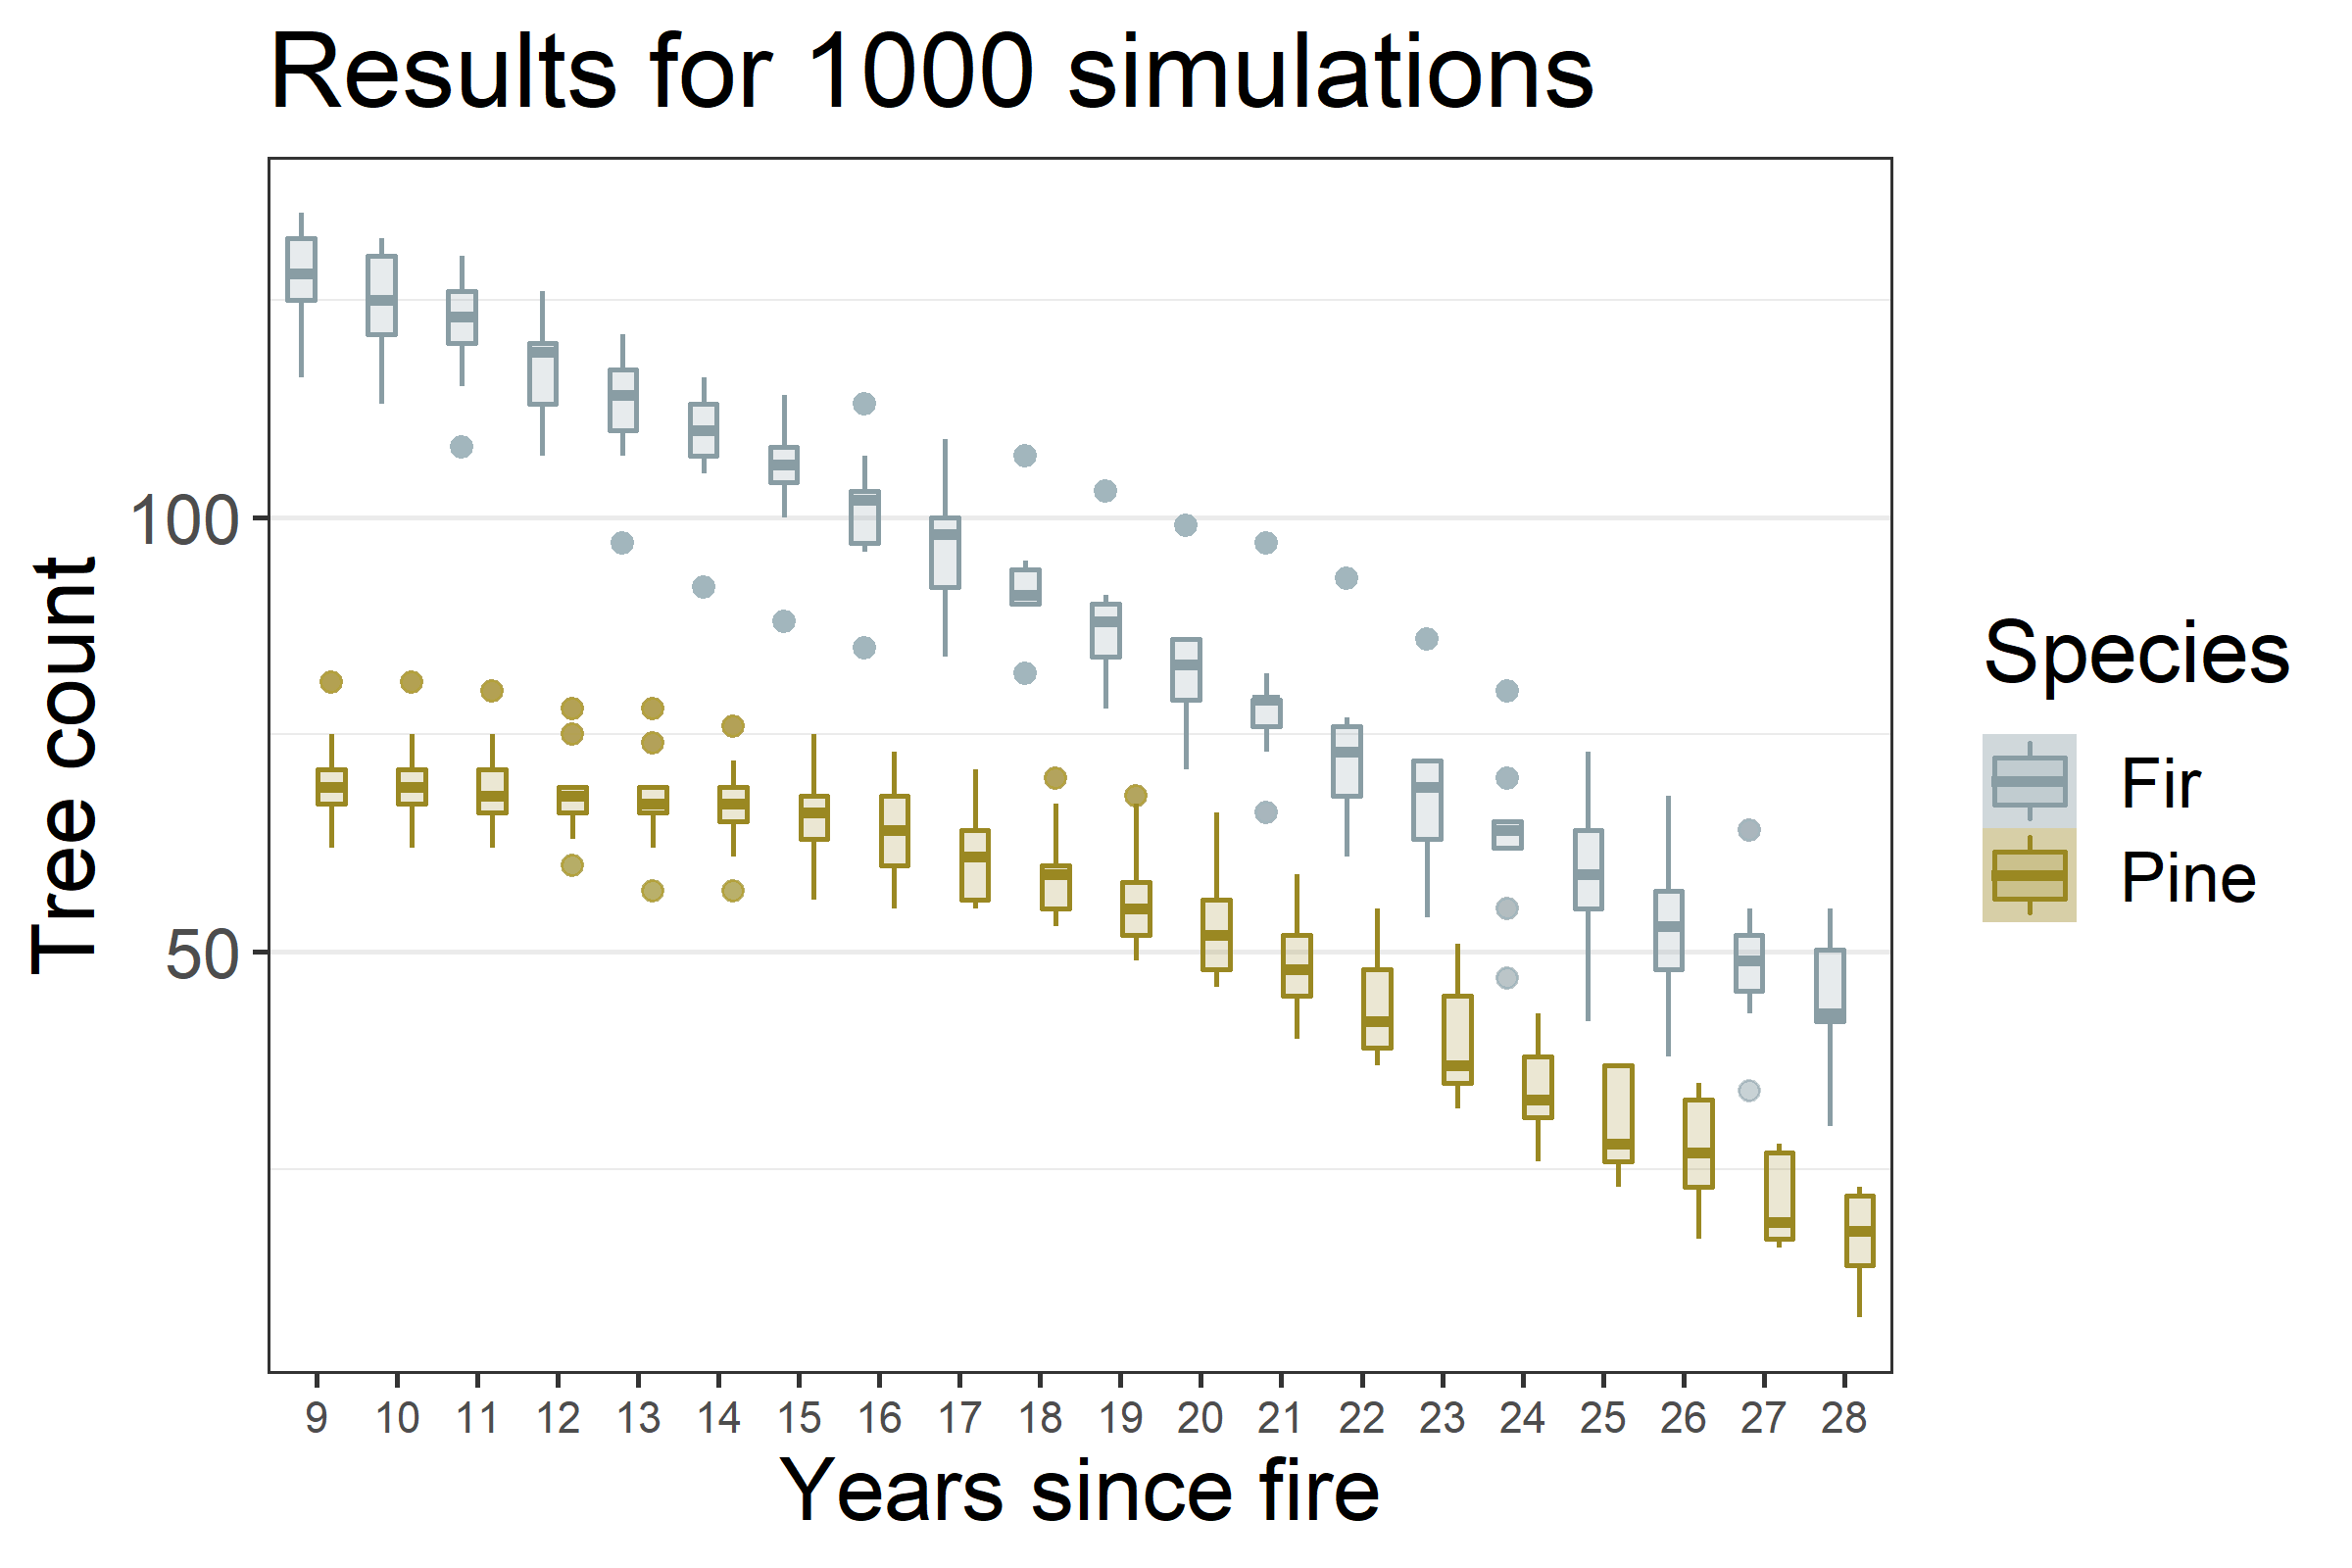 Results for 1000 simulations
Tree count
100
50
9 10 11 12 13 14 15 16 17 18 19 20 21 22 23 24 25 26 27 28
Years since fire
Species
Fir
Pine